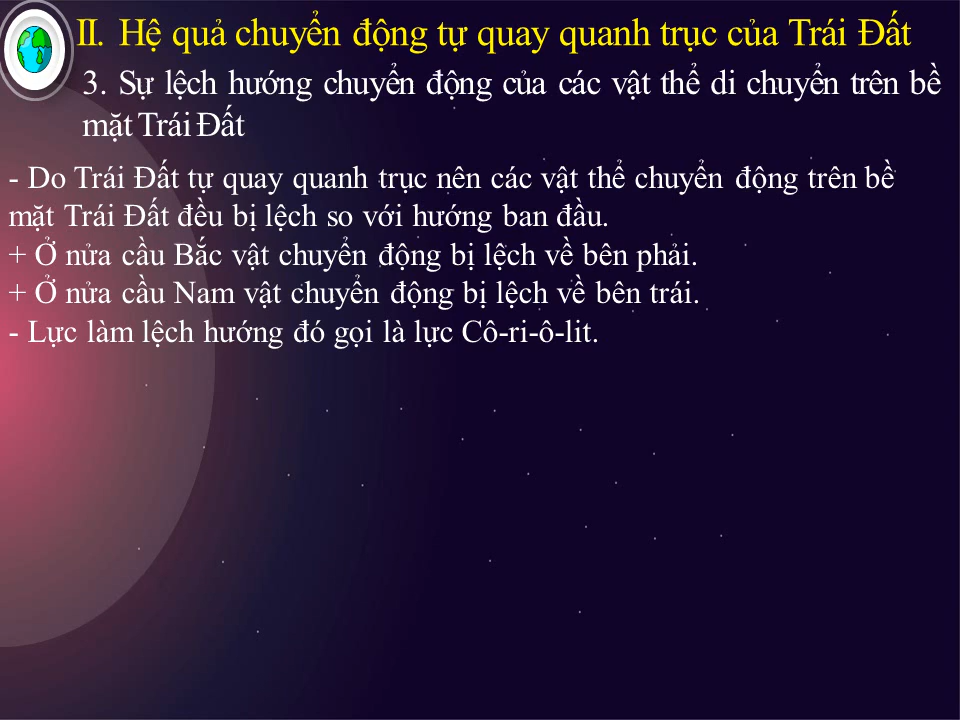 II. Hệ quả chuyển động tự quay quanh trục của Trái Đất
3. Sự lệch hướng chuyển động của các vật thể di chuyển trên bề
mặt Trái Đất
- Do Trái Đất tự quay quanh trục nên các vật thể chuyển động trên bề
mặt Trái Đất đều bị lệch so với hướng ban đầu.
+ Ở nửa cầu Bắc vật chuyển động bị lệch về bên phải.
+ Ở nửa cầu Nam vật chuyển động bị lệch về bên trái.
- Lực làm lệch hướng đó gọi là lực Cô-ri-ô-lit.